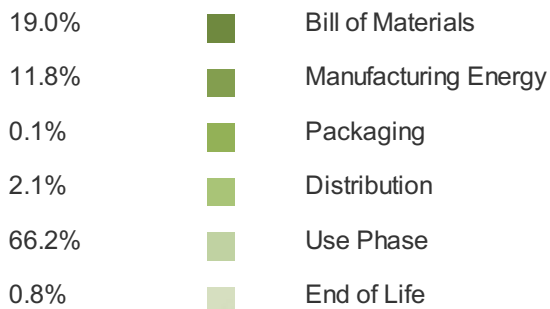 19.0% Bill of Materials
11.8% Manufacturing Energy
0.1% Packaging
2.1% Distribution
66.2% Use Phase
0.8% End of Life